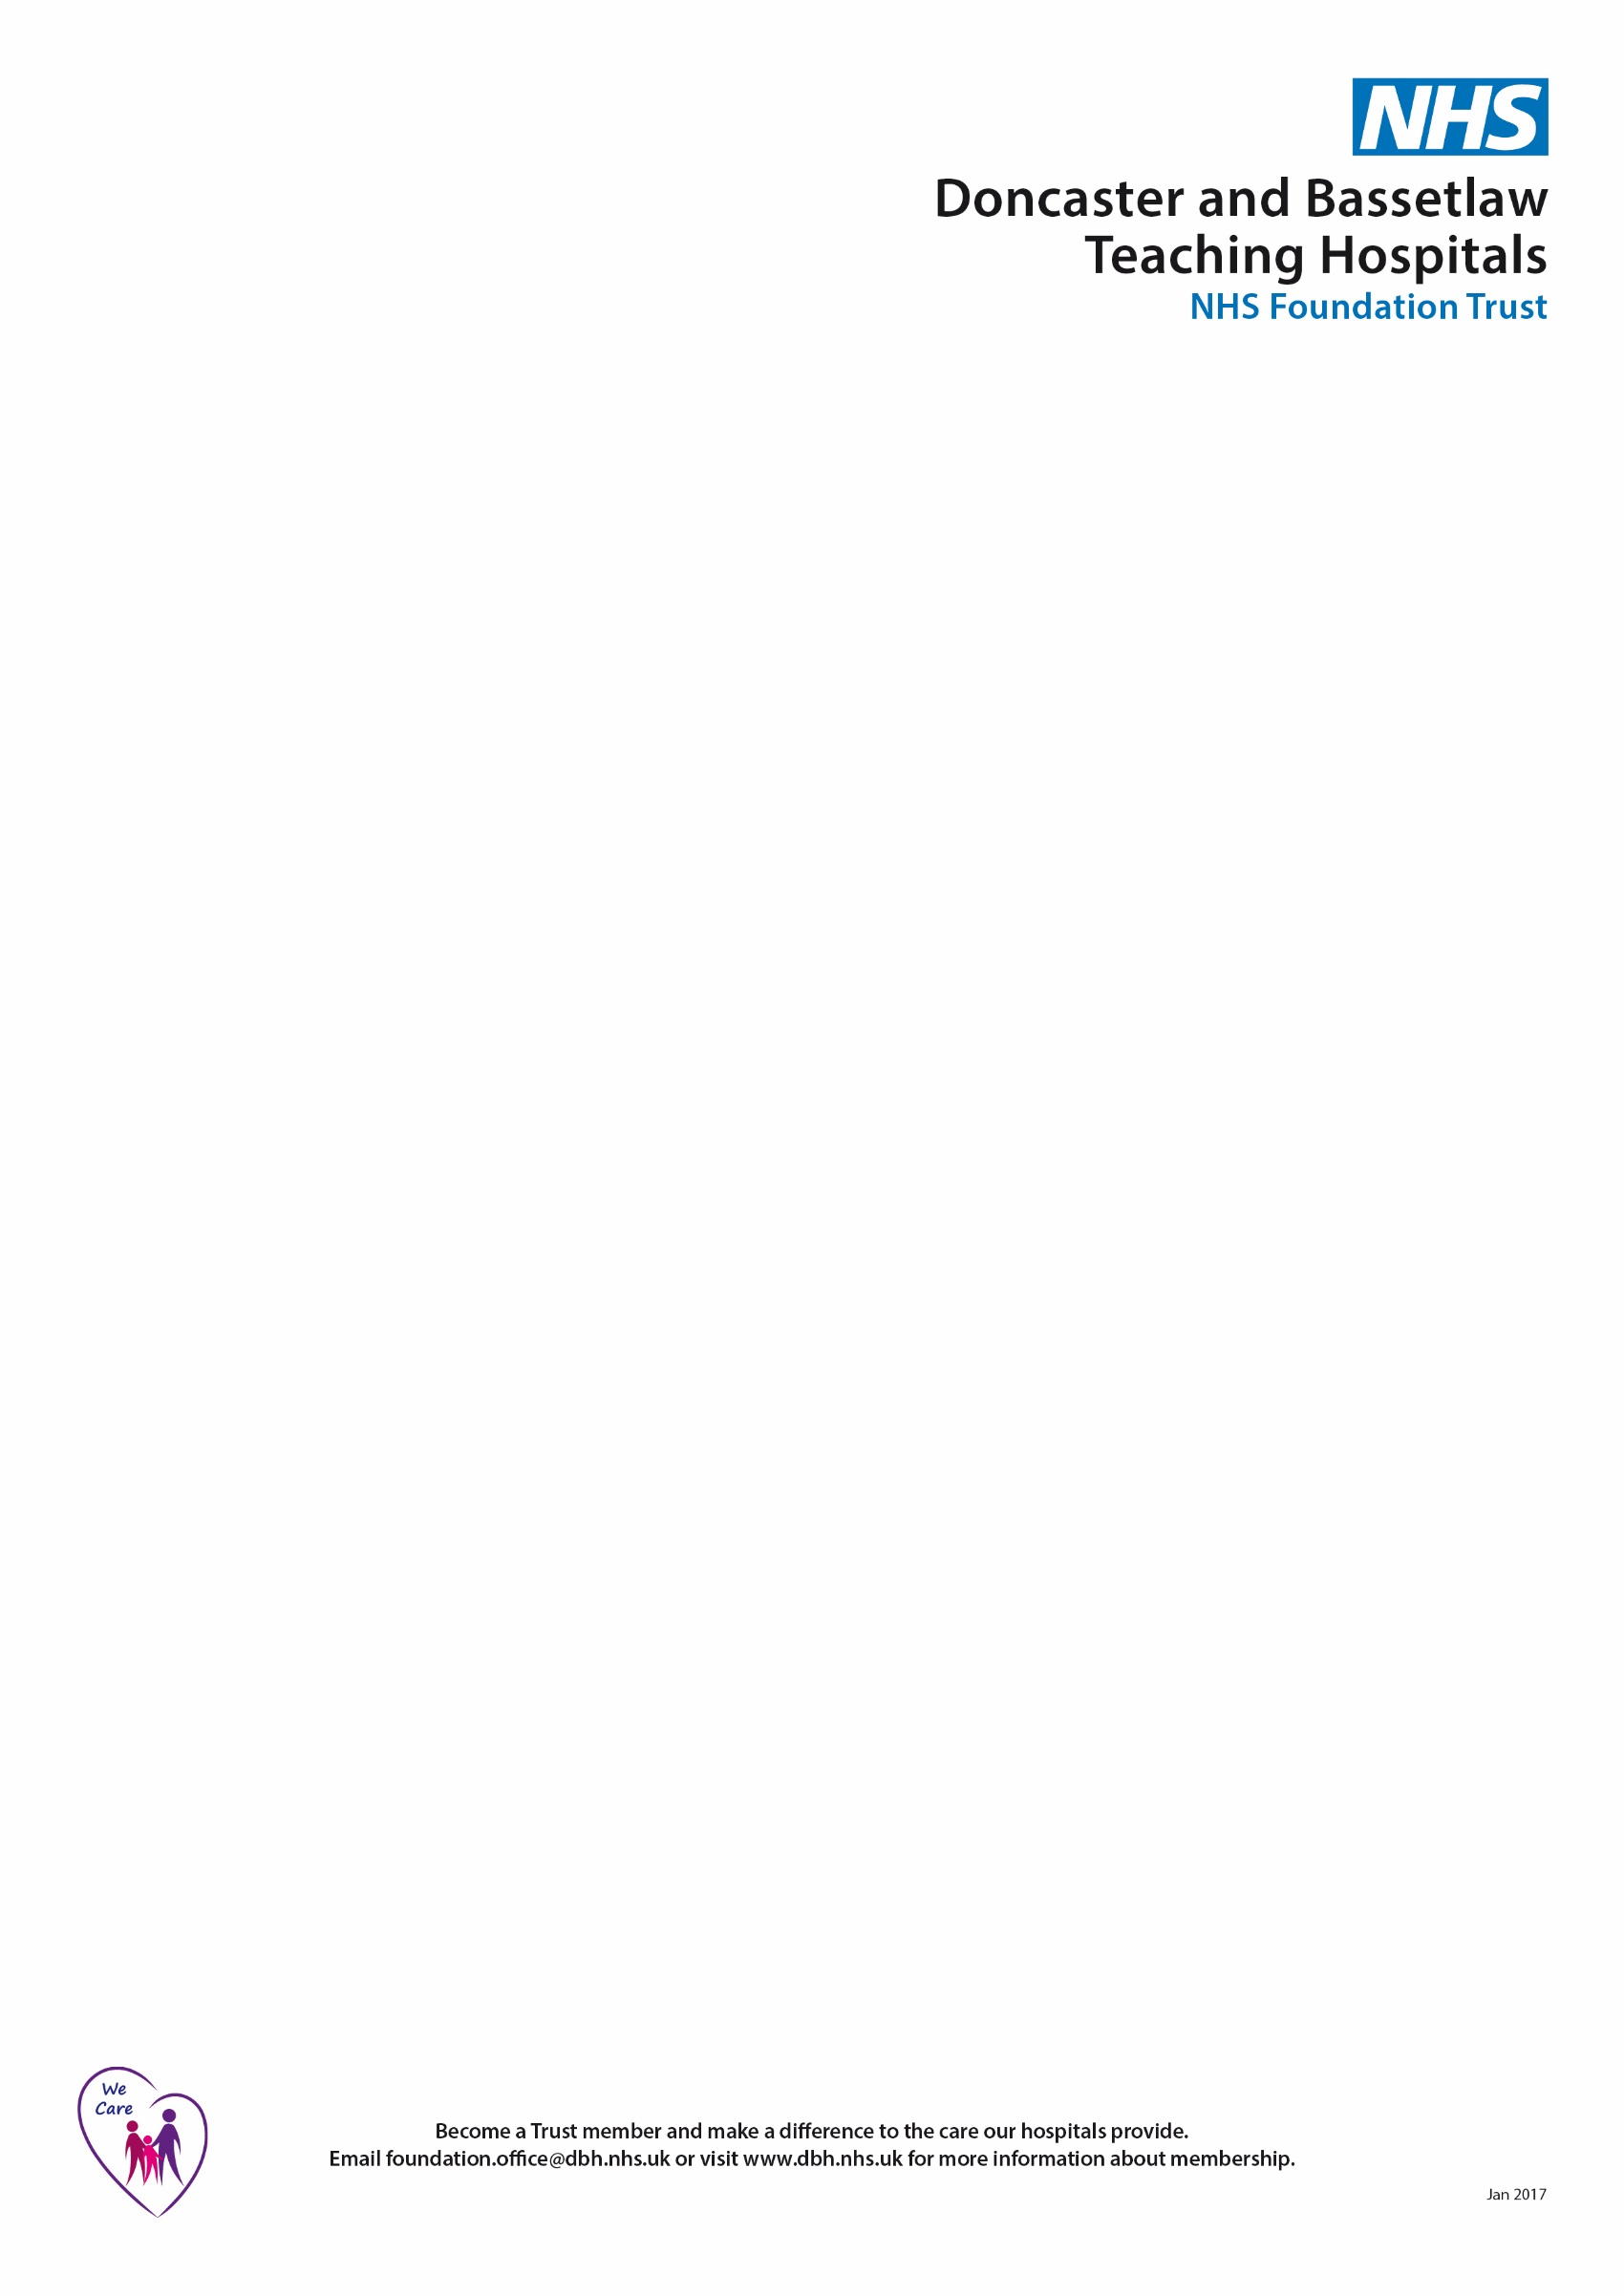 NHS
Doncaster and Bassetlaw
Teaching Hospitals
NHS Foundation Trust
We
Care
Become a Trust member and make a difference to the care our hospitals provide.
Email foundation.office@dbh.nhs.uk or visit www.dbh.nhs.uk for more information about membership.
Jan 2017